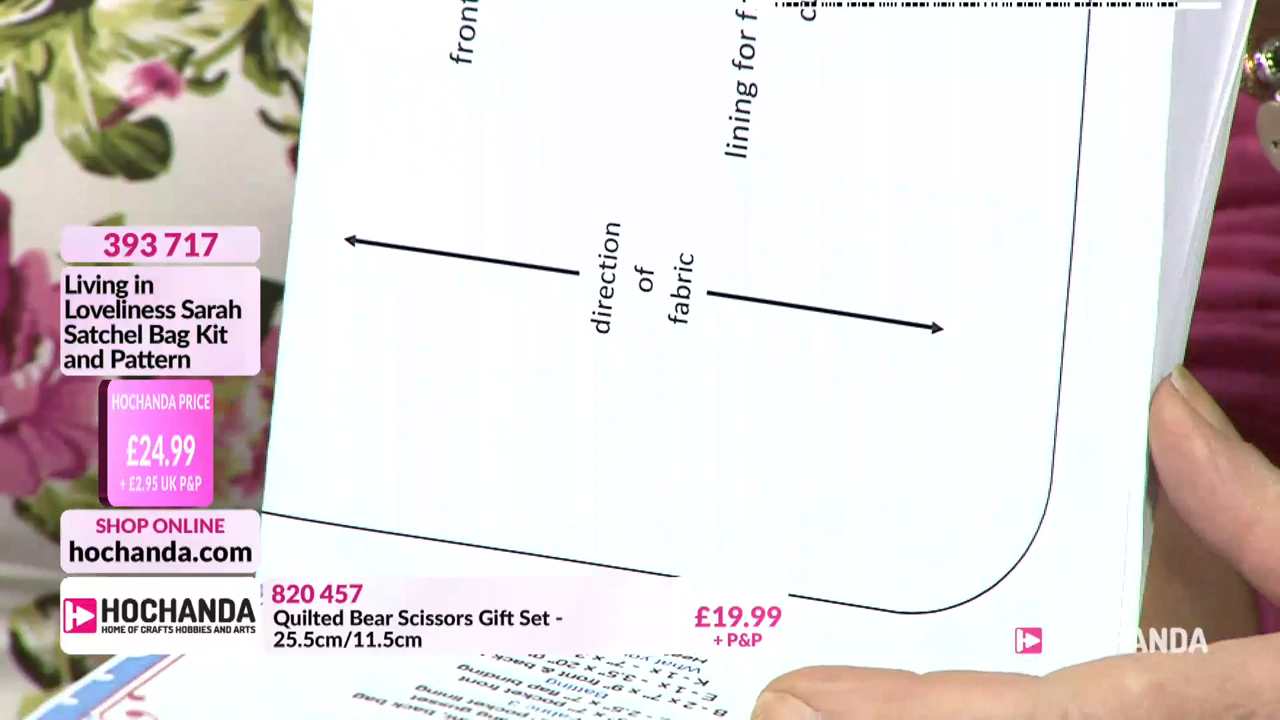 front
lining for f
direction
of
fabric
393 717
Living in
Loveliness Sarah
Satchel Bag Kit
and Pattern
HOCHANDA PRICE
£24.99
+ £2.95 UK P&P
SHOP ONLINE
hochanda.com
HOCHANDA
HOME OF CRAFTS HOBBIES AND ARTS
820 457
Quilted Bear Scissors Gift Set -
25.5cm/11.5cm
£19.99
+ P&P
ANDA